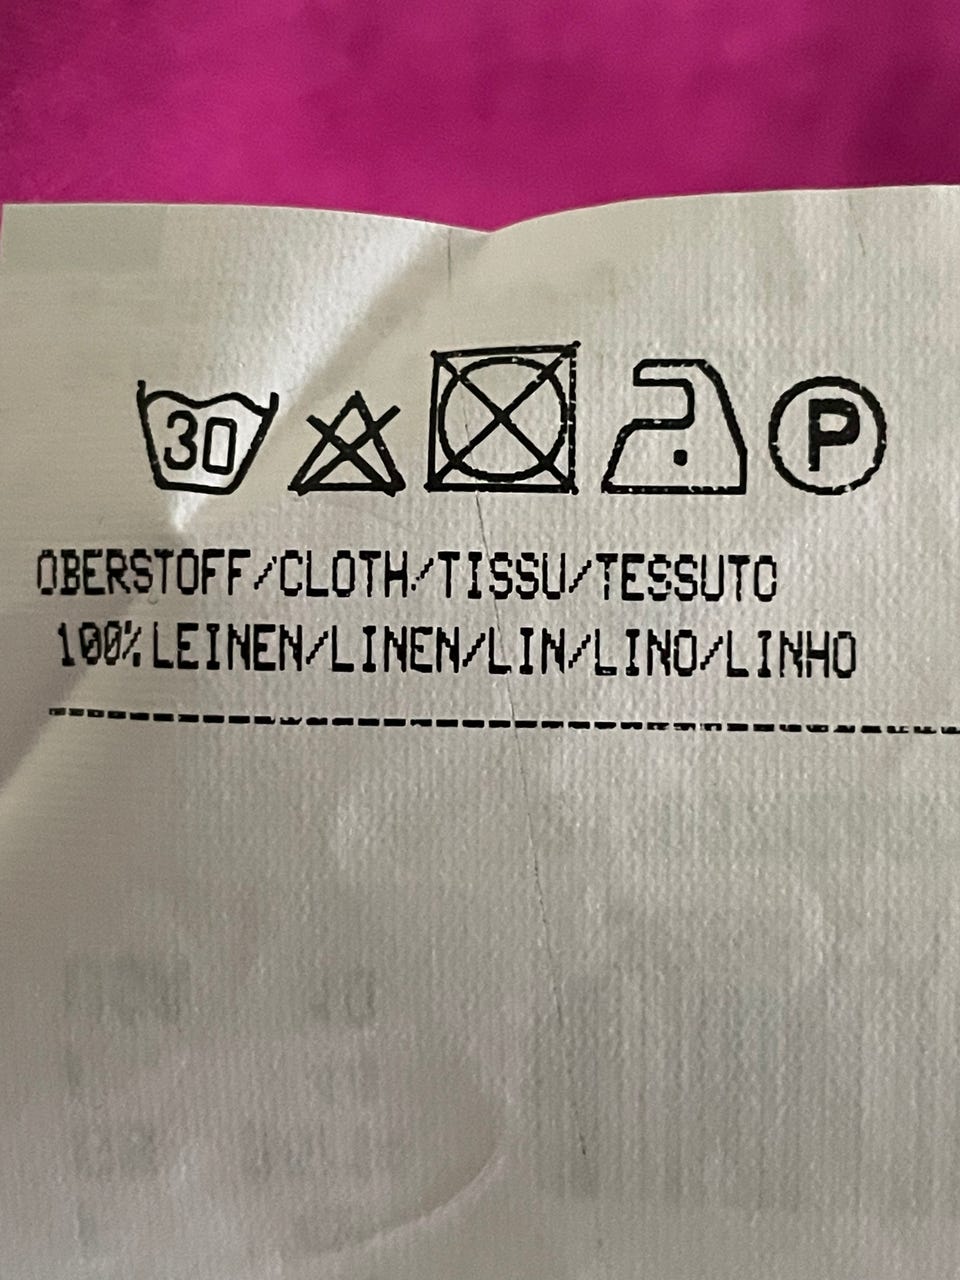 30 P
OBERSTOFF/CLOTH/TISSU/TESSUTO
100% LEINEN/LINEN/LIN/LINO/LINHO